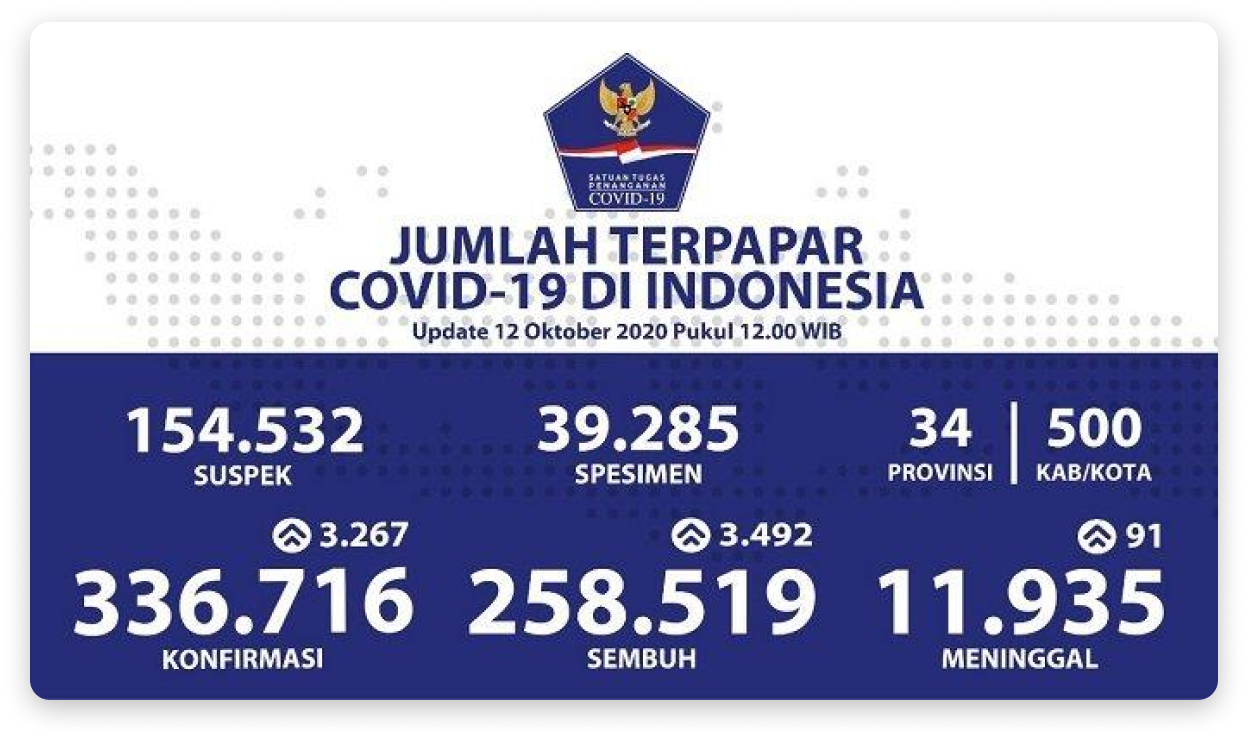 SATUAN TUGAS
PENANGANAN
COVID-19
JUMLAH TERPAPAR
COVID-19 DI INDONESIA
Update 12 Oktober 2020 Pukul 12.00 WIB
154.532
SUSPEK
39.285
SPESIMEN
34
PROVINSI
500
KAB/KOTA
3.267
336.716
KONFIRMASI
3.492
258.519
SEMBUH
91
11.935
MENINGGAL